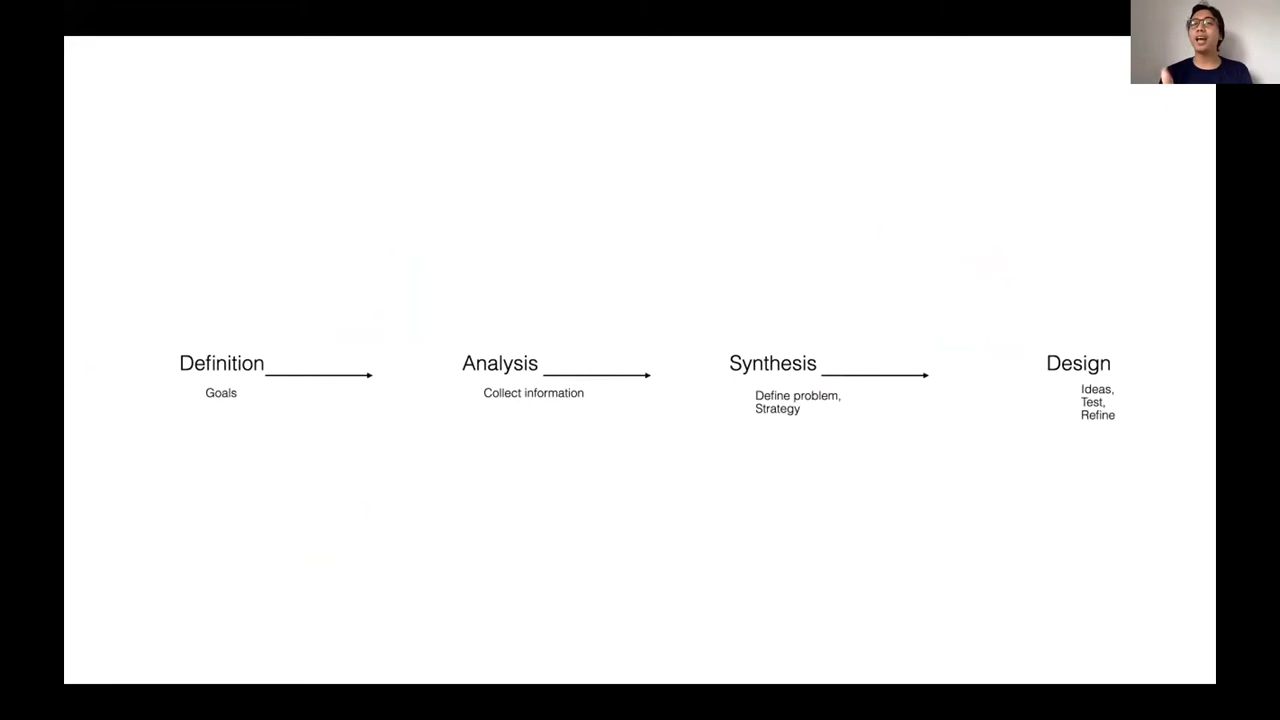 Definition
Goals
Analysis
Collect information
Synthesis
Define problem,
Strategy
Design
Ideas,
Test,
Refine